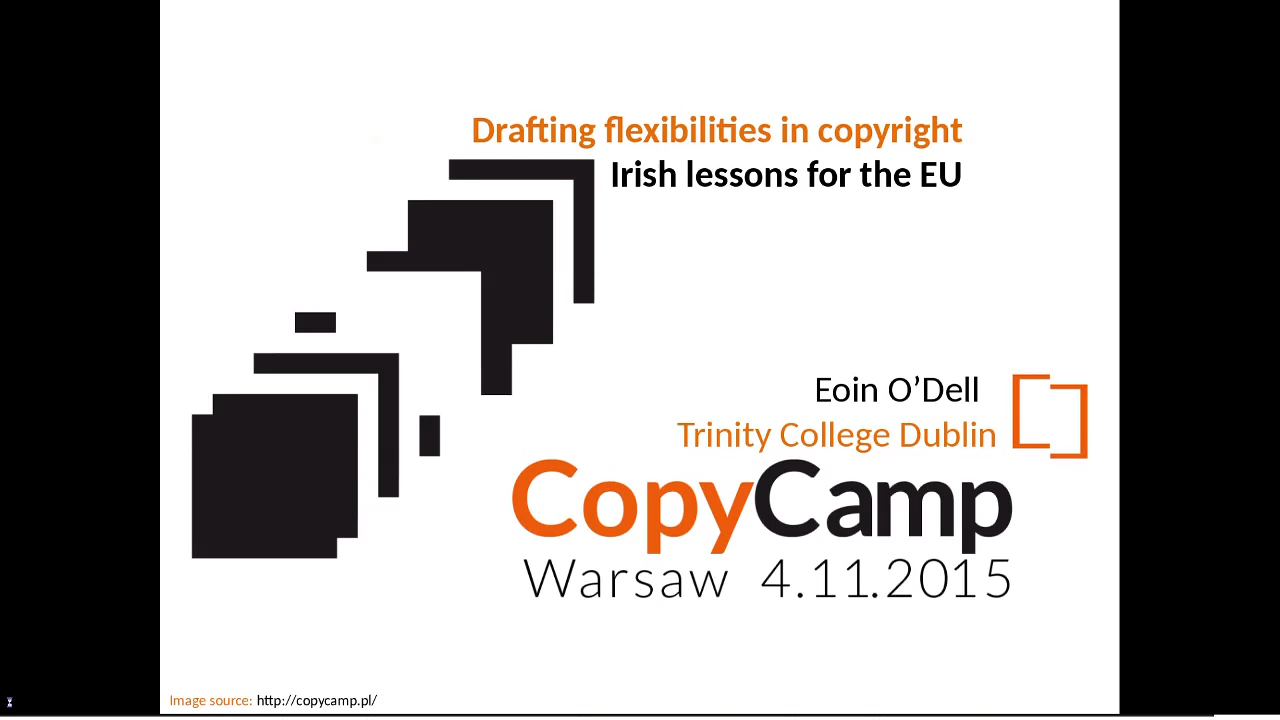 Drafting flexibilities in copyright
Irish lessons for the EU
Eoin O’Dell
Trinity College Dublin
CopyCamp
Warsaw 4.11.2015
Image source: http://copycamp.pl/